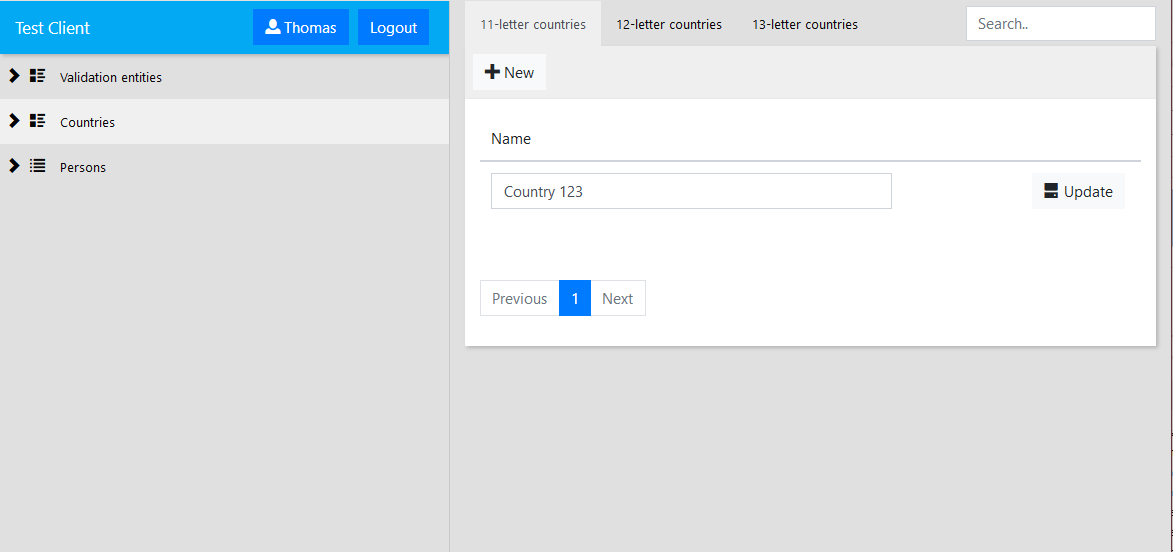 Test Client
Thomas
Logout
Validation entities
Countries
Persons
11-letter countries
12-letter countries
13-letter countries
Search..
New
Name
Country 123
Update
Previous
1
Next